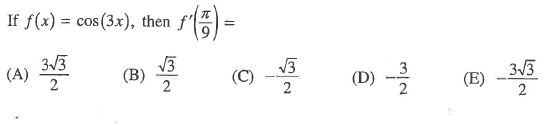 If f(x) = cos(3x), then f'(π/9) =
(A) 3√3/2 (B) √3/2 (C) -√3/2 (D) -3/2 (E) -3√3/2